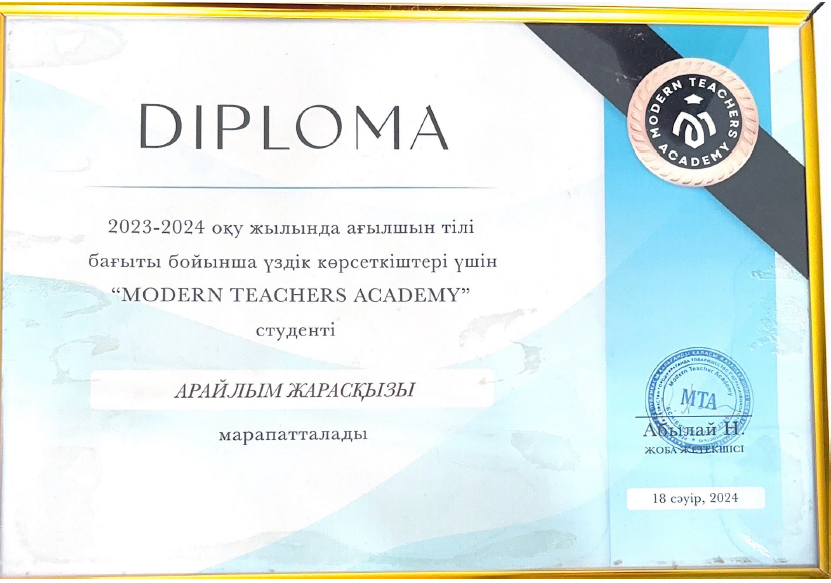 DIPLOMA
2023-2024 оқу жылында ағылшын тілі
бағыты бойынша үздік көрсеткіштері үшін
“MODERN TEACHERS ACADEMY”
студенті
АРАЙЛЫМ ЖАРАСҚЫЗЫ
марапатталады
MODERN TEACHERS
ACADEMY
Modern Teacher Academy
MTA
Абылай Н.
ЖОБА ЖЕТЕКШІСІ
18 сәуір, 2024